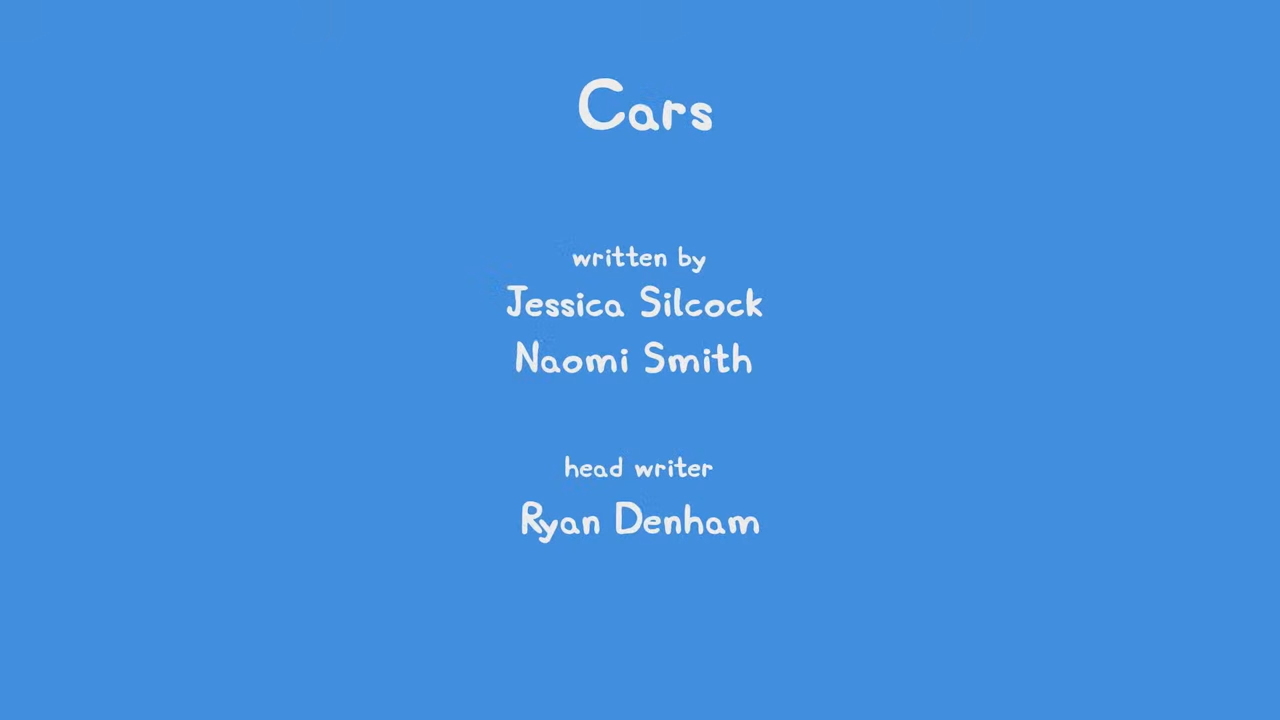 Cars
written by
Jessica Silcock
Naomi Smith
head writer
Ryan Denham